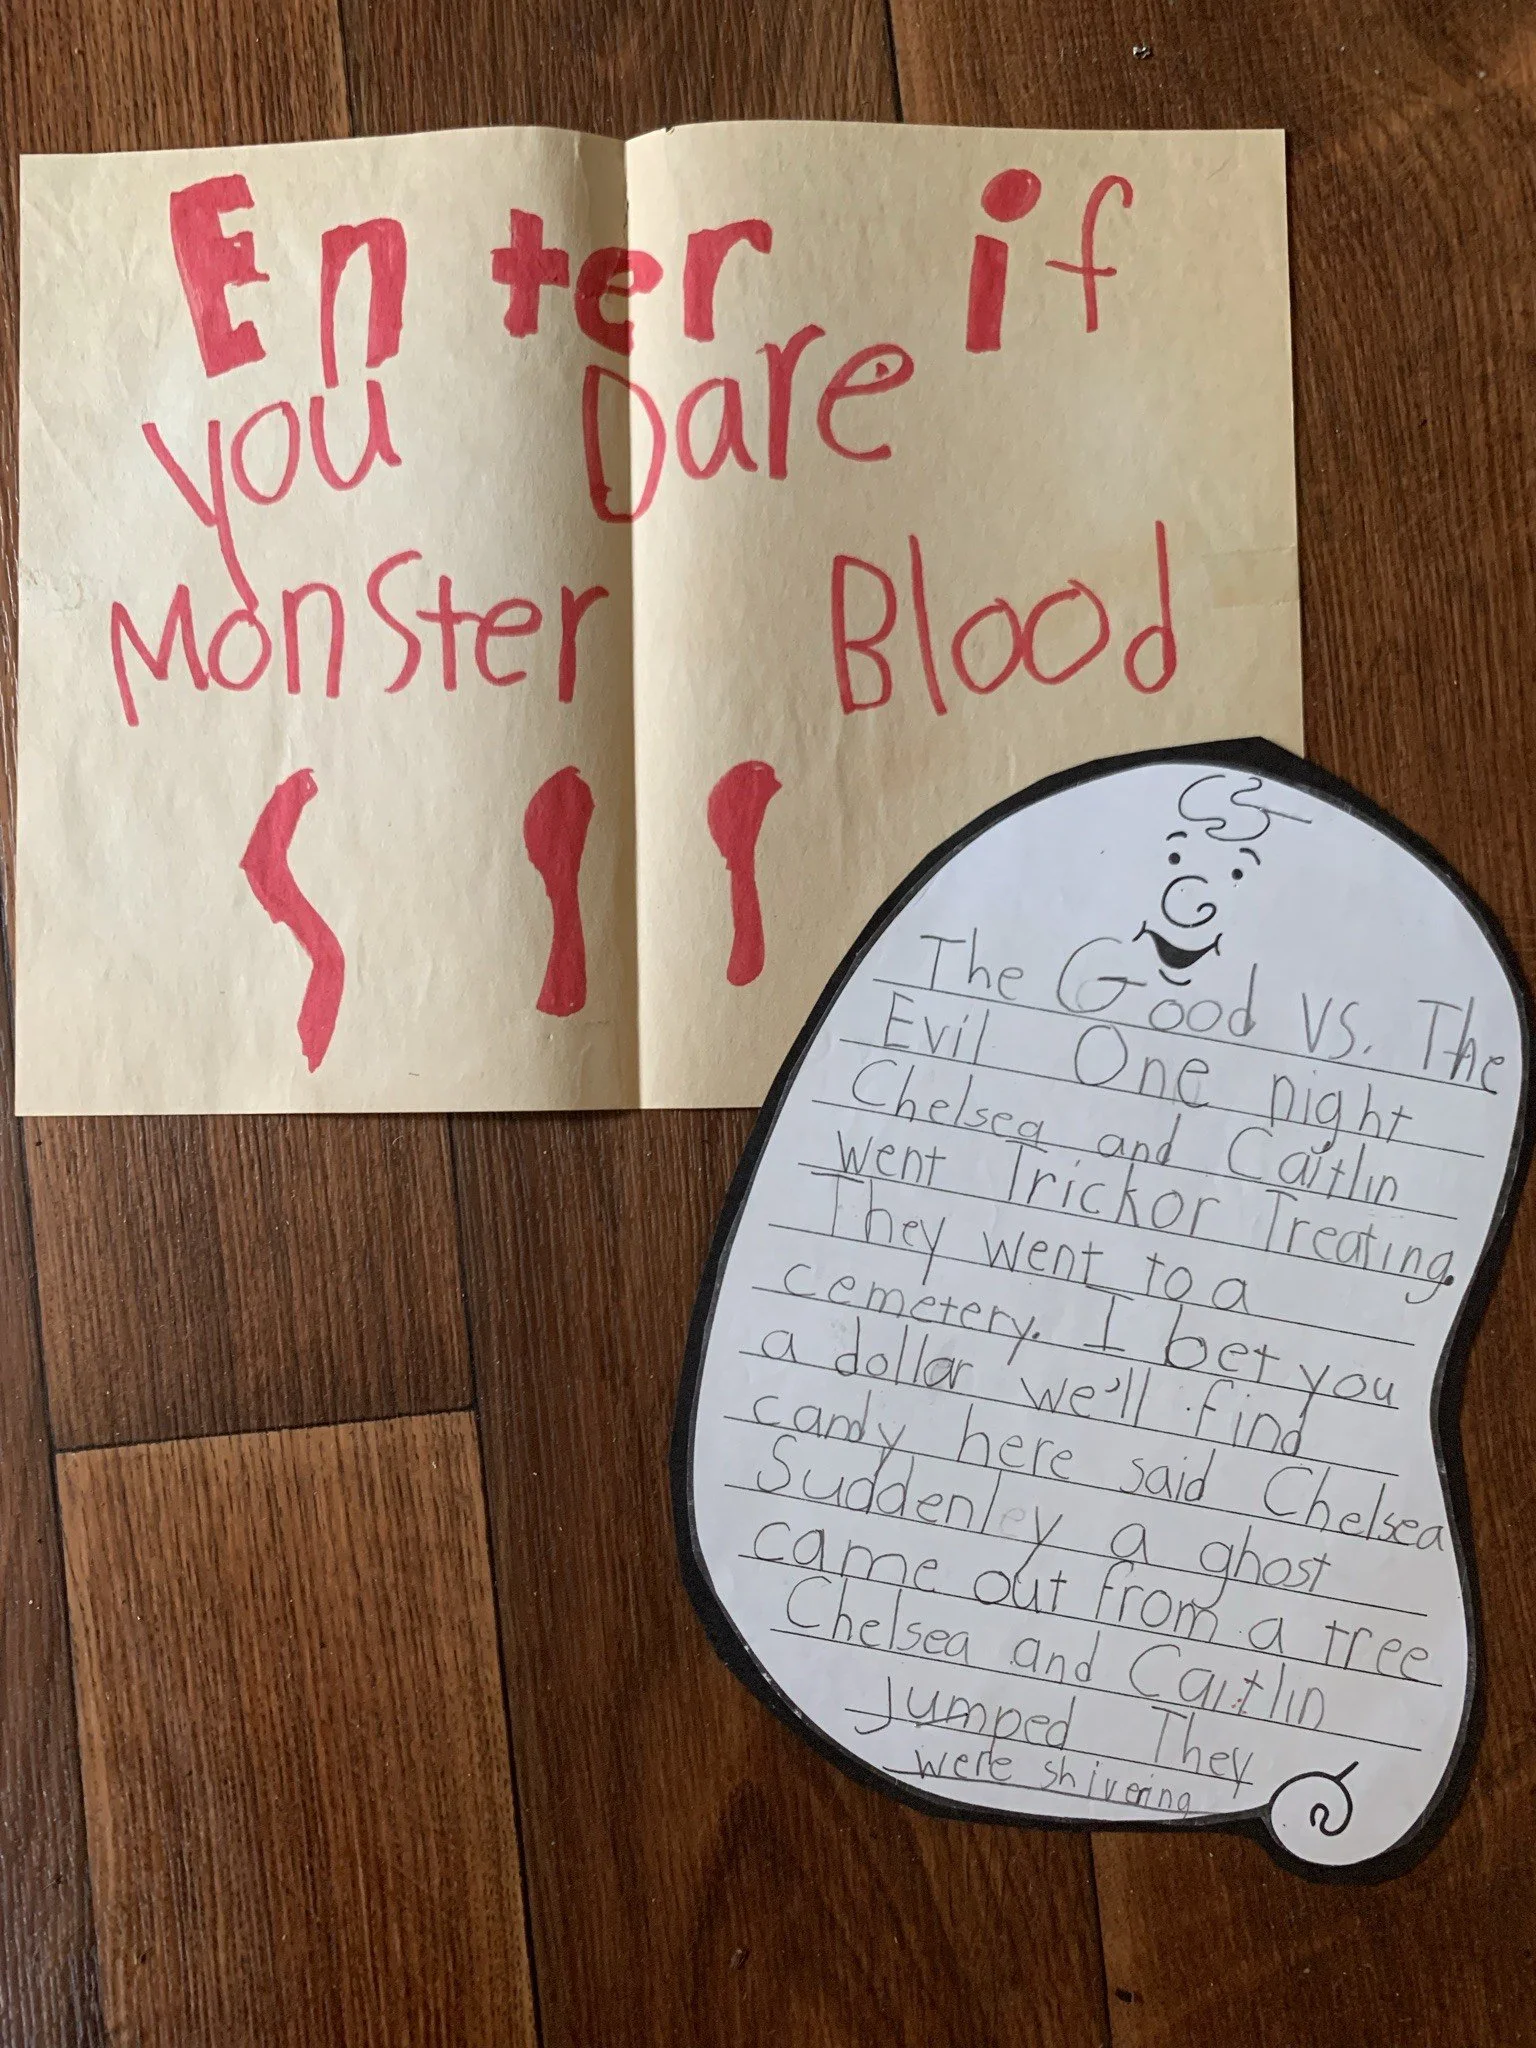 Enter if
you Dare
Monster Blood
The Good vs. The
Evil One night
Chelsea and Caitlin
went Trickor Treating.
They went to a
cemetery. I bet you
a dollar we'll find
candy here said Chelsea
Suddenley a ghost
came out from a tree
Chelsea and Caitlin
jumped They
were shivering